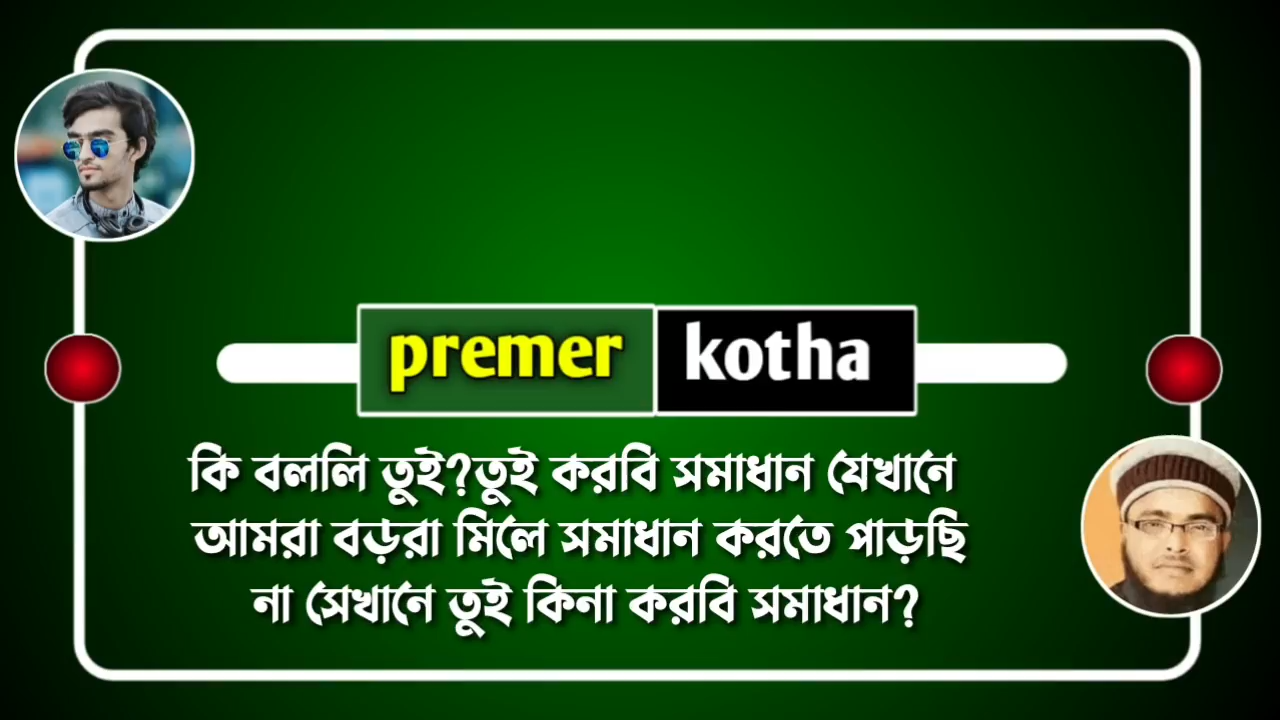 premer kotha
কি বললি তুই?তুই করবি সমাধান যেখানে
আমরা বড়রা মিলে সমাধান করতে পাড়ছি
না সেখানে তুই কিনা করবি সমাধান?